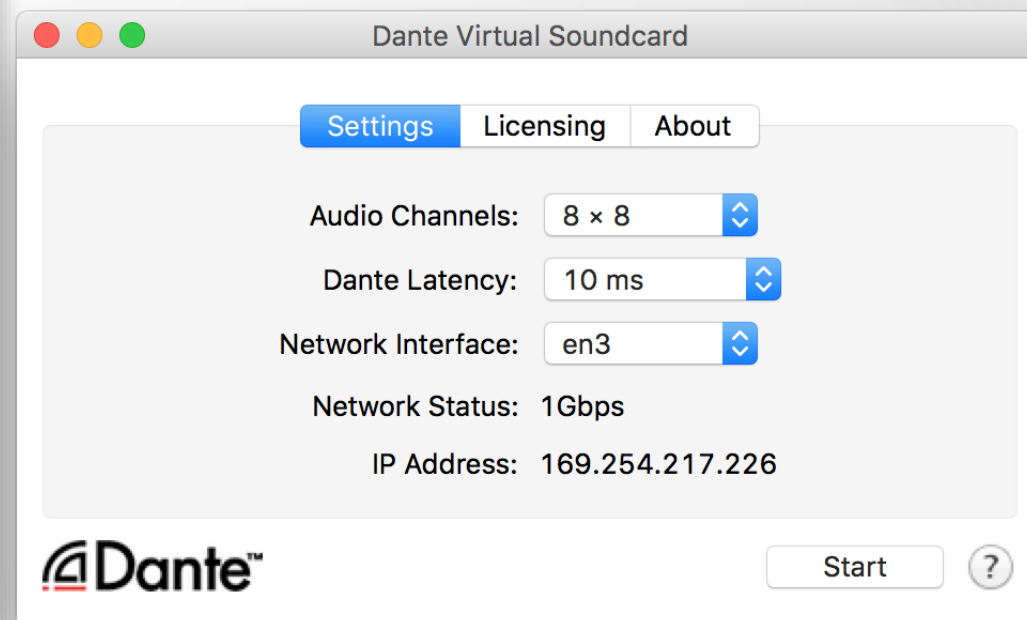 Dante Virtual Soundcard
Settings Licensing About
Audio Channels: 8 × 8
Dante Latency: 10 ms
Network Interface: en3
Network Status: 1Gbps
IP Address: 169.254.217.226
Dante™ Start ?